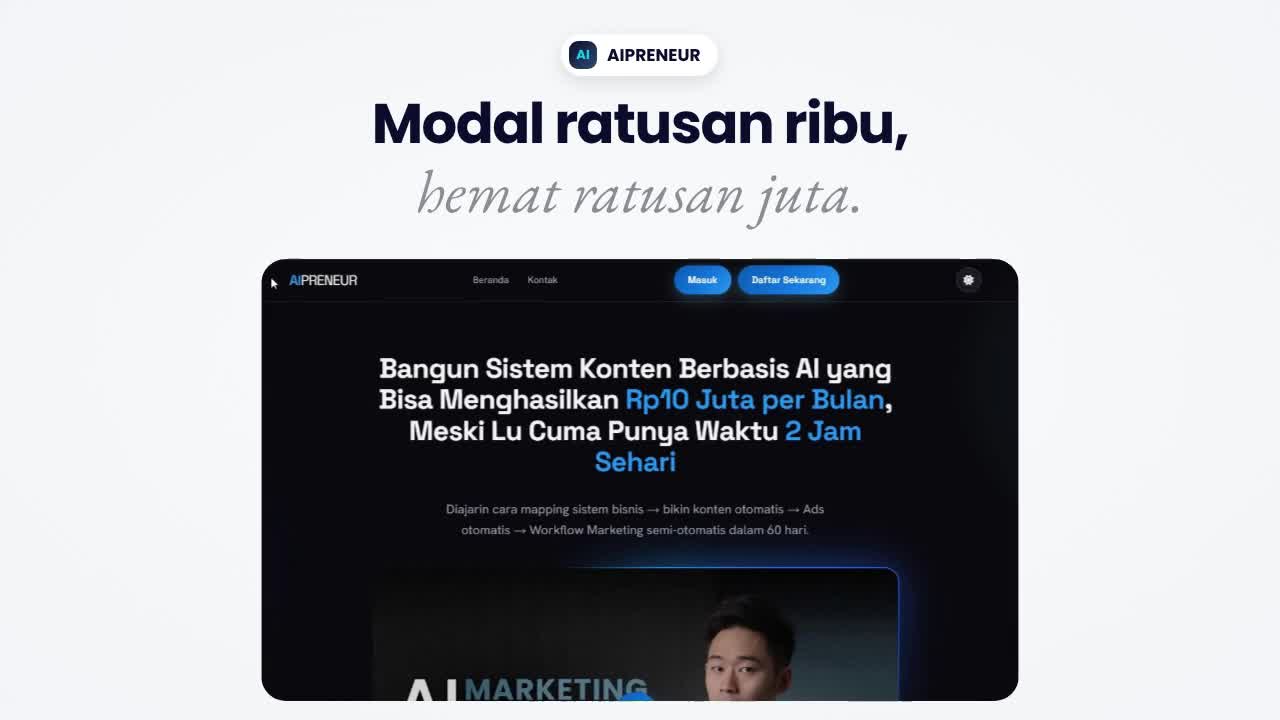 AI AIPRENEUR
Modal ratusan ribu,
hemat ratusan juta.
AIPRENEUR Beranda Kontak Masuk Daftar Sekarang
Bangun Sistem Konten Berbasis AI yang
Bisa Menghasilkan Rp10 Juta per Bulan,
Meski Lu Cuma Punya Waktu 2 Jam
Sehari
Diajarin cara mapping sistem bisnis → bikin konten otomatis → Ads
otomatis → Workflow Marketing semi-otomatis dalam 60 hari.
AI MARKETING